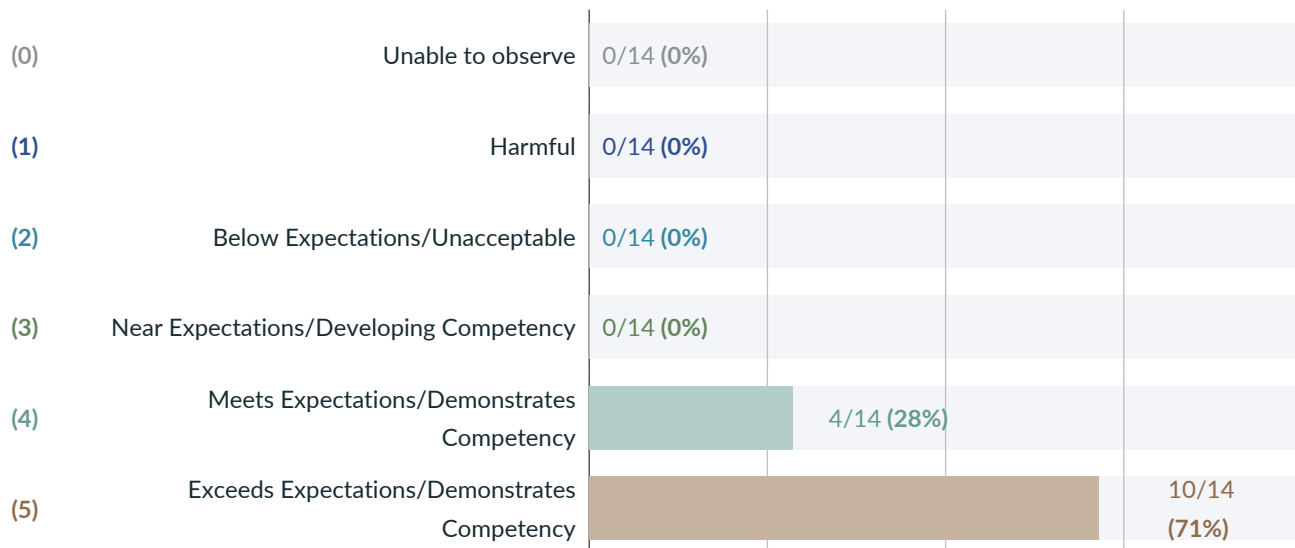 (0) Unable to observe 0/14 (0%)
(1) Harmful 0/14 (0%)
(2) Below Expectations/Unacceptable 0/14 (0%)
(3) Near Expectations/Developing Competency 0/14 (0%)
(4) Meets Expectations/Demonstrates
Competency 4/14 (28%)
(5) Exceeds Expectations/Demonstrates
Competency 10/14
(71%)